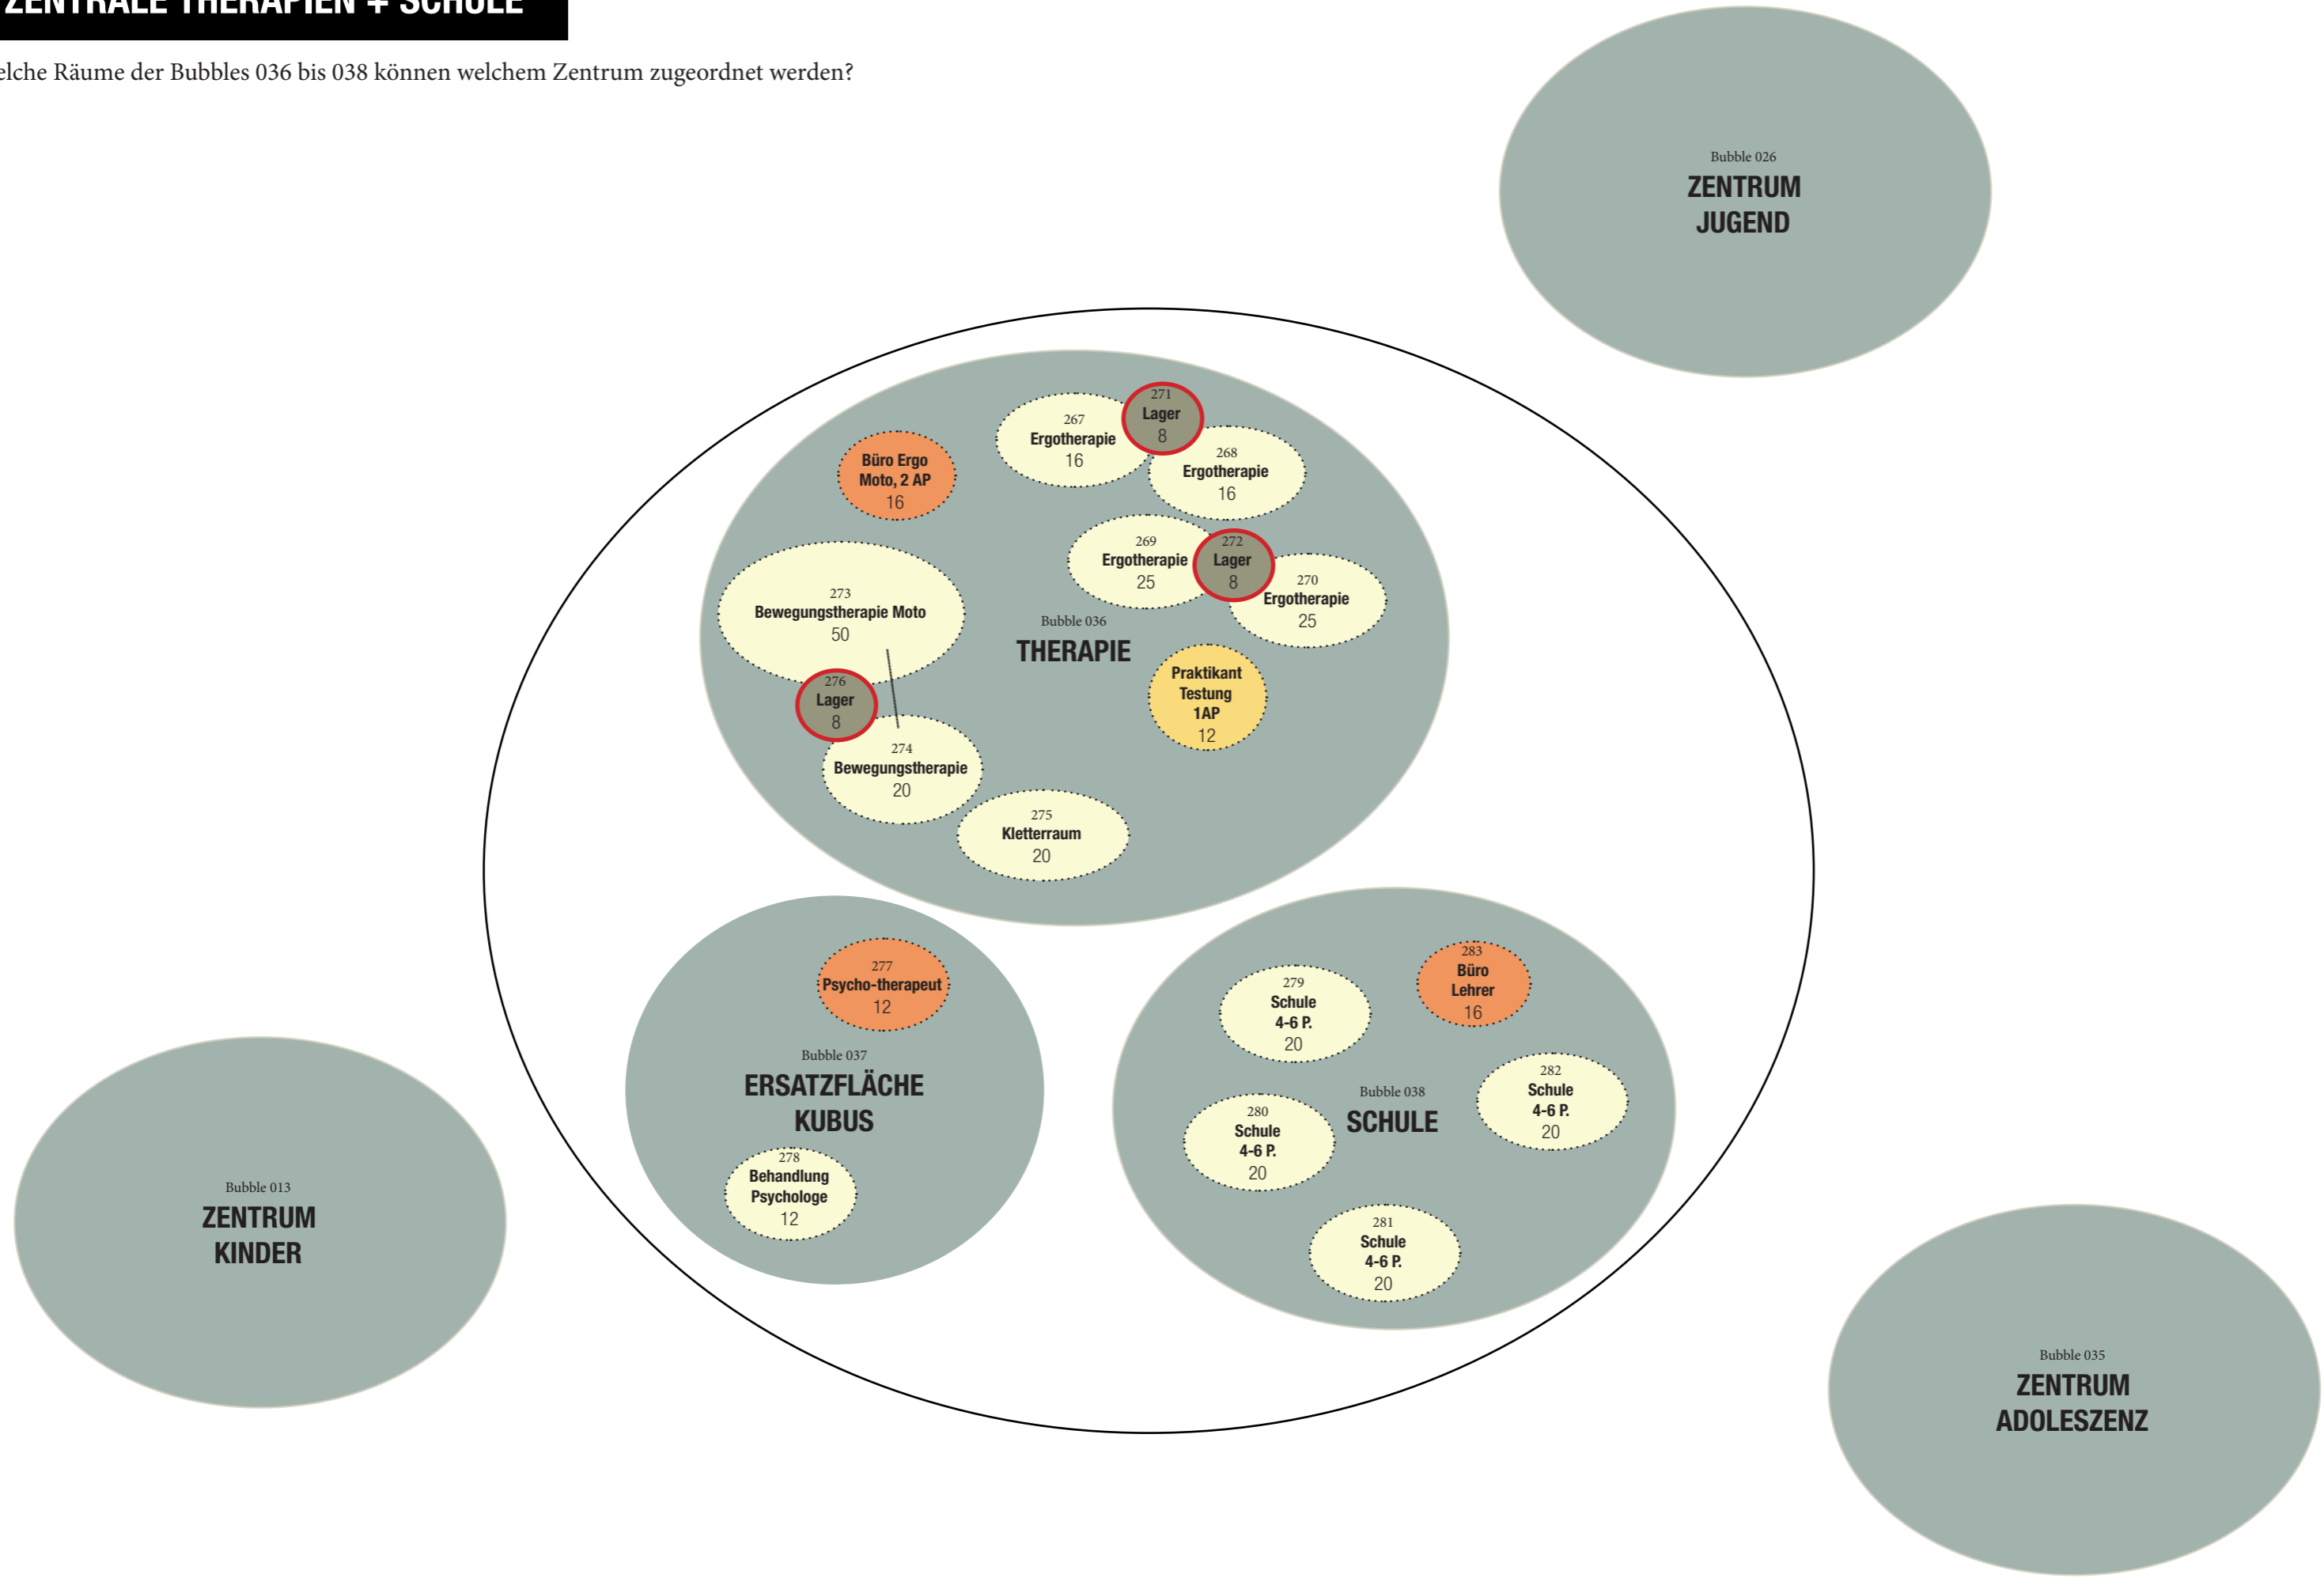 ZENTRALE THERAPIEN + SCHULE
elche Räume der Bubbles 036 bis 038 können welchem Zentrum zugeordnet werden?
Bubble 026
ZENTRUM
JUGEND
271
Lager
8
267
Ergotherapie
16
268
Ergotherapie
16
Büro Ergo
Moto, 2 AP
16
269
Ergotherapie
25
272
Lager
8
270
Ergotherapie
25
273
Bewegungstherapie Moto
50
Bubble 036
THERAPIE
Praktikant
Testung
1AP
12
276
Lager
8
274
Bewegungstherapie
20
275
Kletterraum
20
277
Psycho-therapeut
12
Bubble 037
ERSATZFLÄCHE
KUBUS
278
Behandlung
Psychologe
12
283
Büro
Lehrer
16
279
Schule
4-6 P.
20
282
Schule
4-6 P.
20
Bubble 038
SCHULE
280
Schule
4-6 P.
20
281
Schule
4-6 P.
20
Bubble 013
ZENTRUM
KINDER
Bubble 035
ZENTRUM
ADOLESZENZ